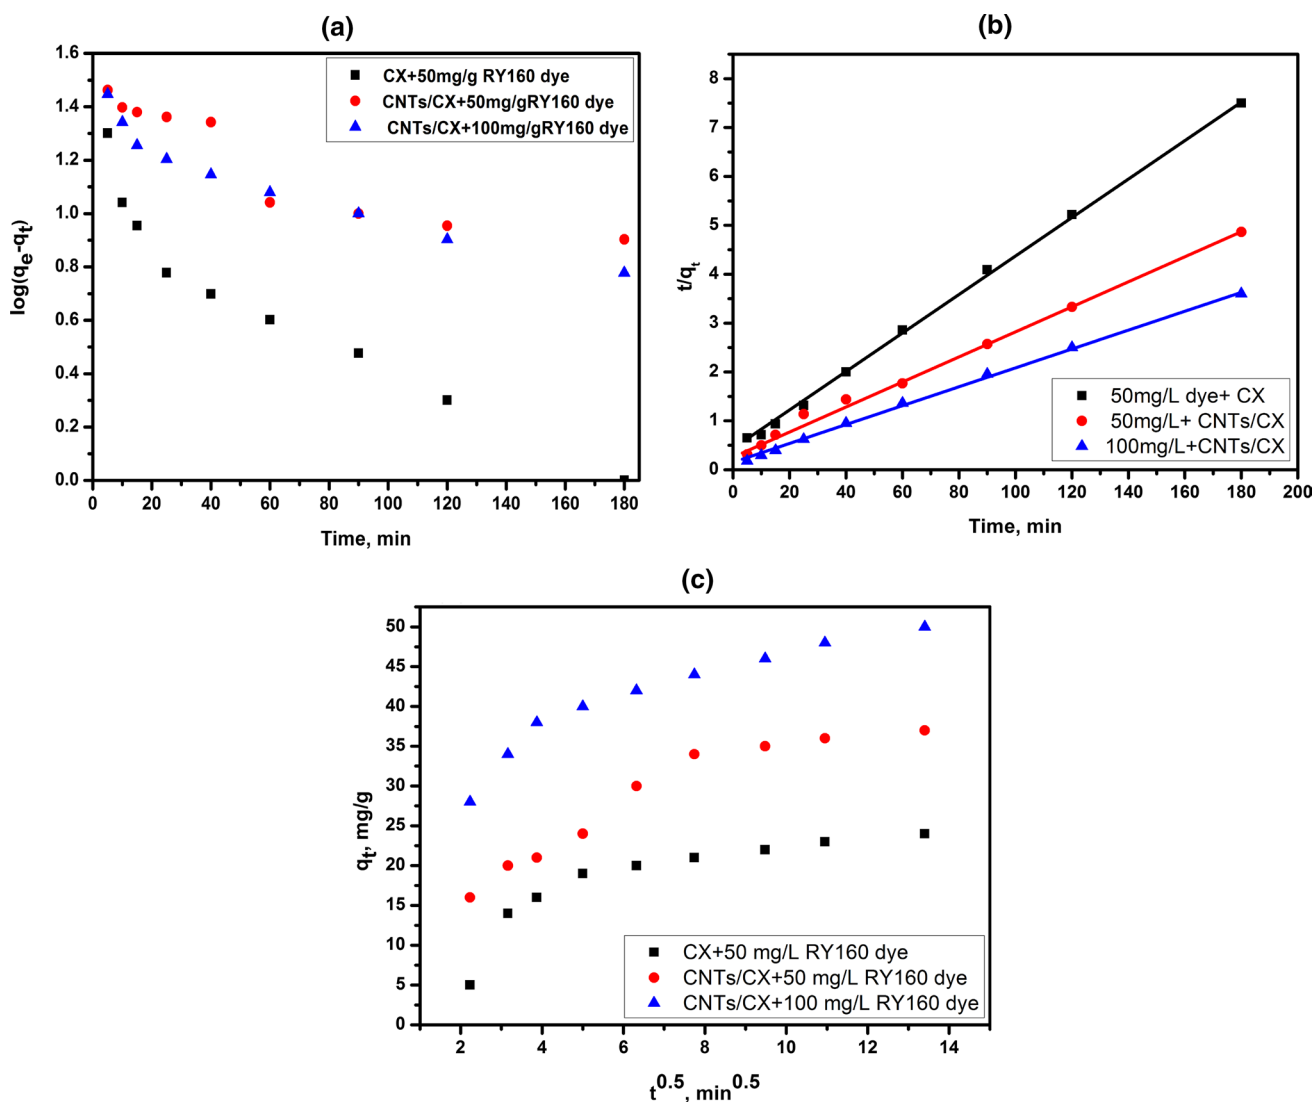 (a)
1.6
1.4
1.2
1.0
0.8
0.6
0.4
0.2
0.0
log(qe-qt)
0 20 40 60 80 100 120 140 160 180
Time, min
CX+50mg/g RY160 dye
CNTs/CX+50mg/gRY160 dye
CNTs/CX+100mg/gRY160 dye
(b)
8
7
6
5
4
3
2
1
0
t/qt
0 20 40 60 80 100 120 140 160 180 200
Time, min
50mg/L dye+ CX
50mg/L+ CNTs/CX
100mg/L+CNTs/CX
(c)
50
45
40
35
30
25
20
15
10
5
0
qt, mg/g
2 4 6 8 10 12 14
t^0.5, min^0.5
CX+50 mg/L RY160 dye
CNTs/CX+50 mg/L RY160 dye
CNTs/CX+100 mg/L RY160 dye